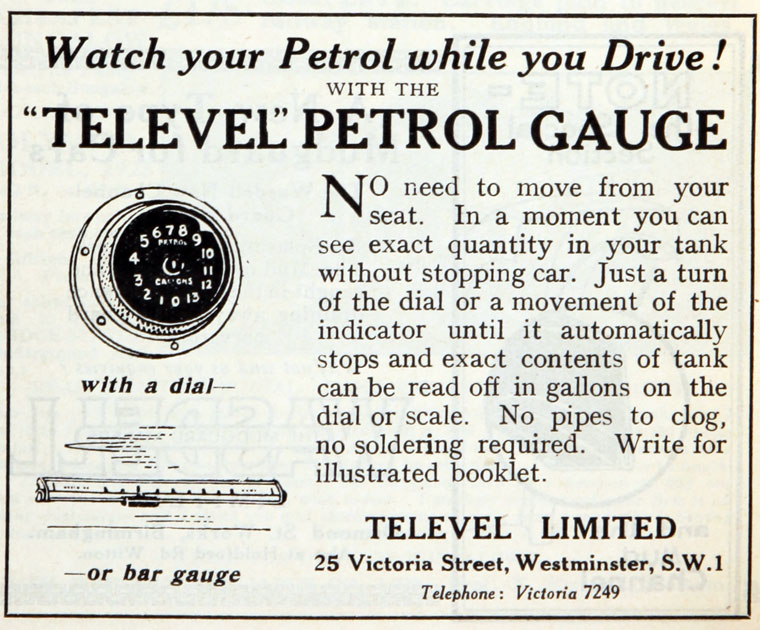 Watch your Petrol while you Drive!
WITH THE
"TELEVEL" PETROL GAUGE
NO need to move from your
seat. In a moment you can
see exact quantity in your tank
without stopping car. Just a turn
of the dial or a movement of the
indicator until it automatically
stops and exact contents of tank
can be read off in gallons on the
dial or scale. No pipes to clog,
no soldering required. Write for
illustrated booklet.
0 1 2 3 4 5 6 7 8 9 10 11 12 13
PETROL
GALLONS
with a dial—
—or bar gauge
TELEVEL LIMITED
25 Victoria Street, Westminster, S.W.1
Telephone: Victoria 7249